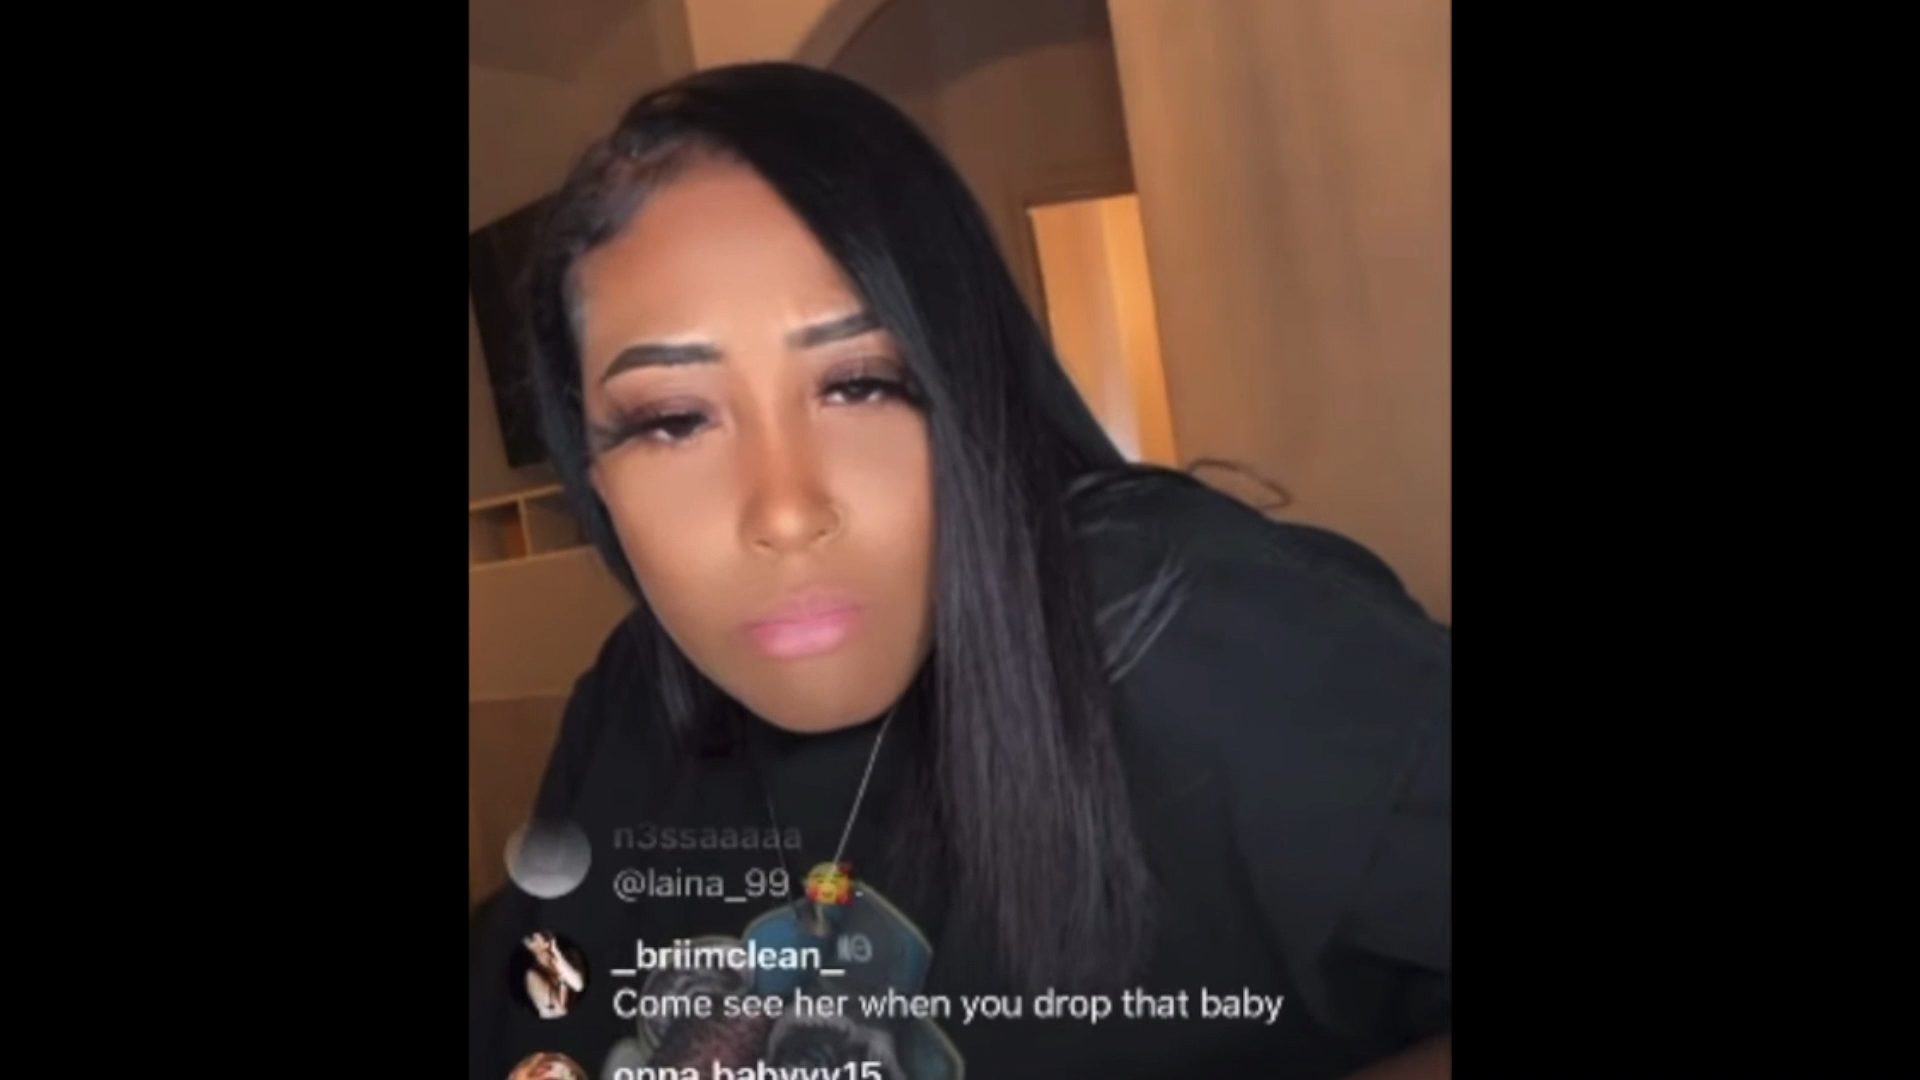 n3ssaaaaa
@laina_99 🥰.
_briimclean_
Come see her when you drop that baby